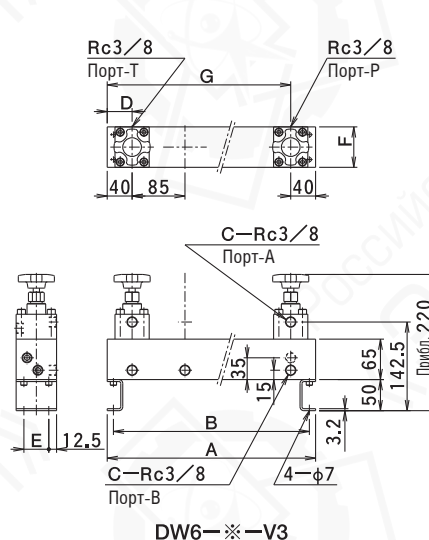 Rc3/8
Порт-T
Rc3/8
Порт-P
G
D
F
40
85
40
C-Rc3/8
Порт-A
35
15
65
50
142.5
Прибл. 220
3.2
B
A
E
12.5
C-Rc3/8
Порт-B
4-φ7
DW6-※-V3